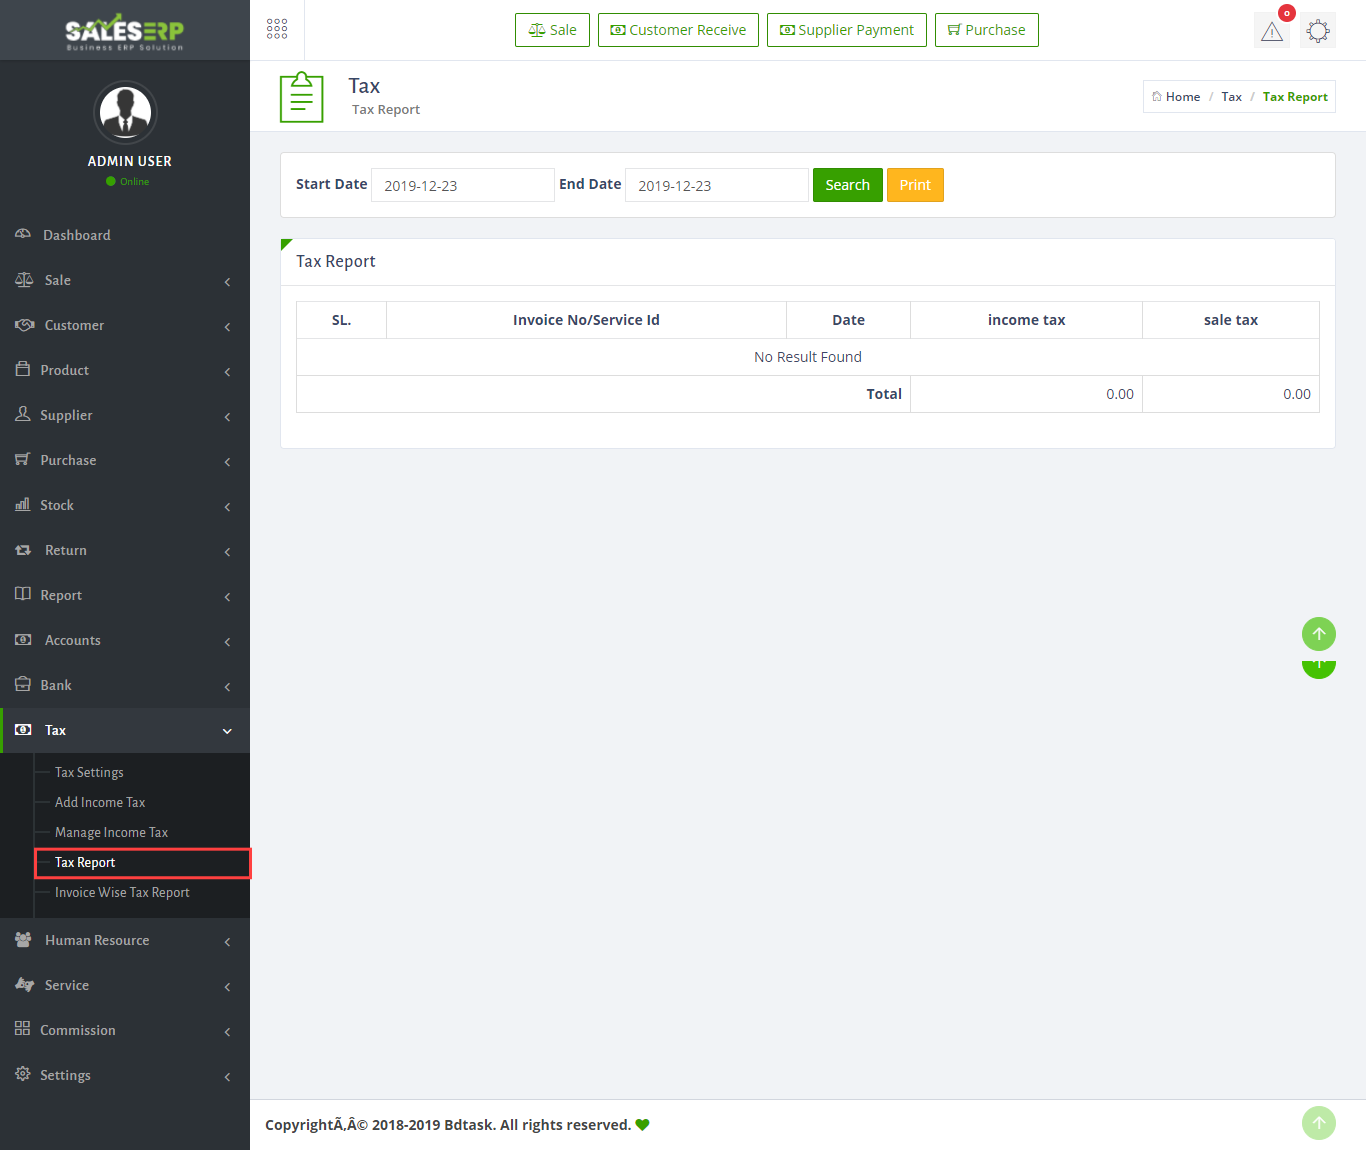 SALESERP
Business ERP Solution
Sale
Customer Receive
Supplier Payment
Purchase
0
Tax
Tax Report
Home / Tax / Tax Report
ADMIN USER
Online
Dashboard
Sale
Customer
Product
Supplier
Purchase
Stock
Return
Report
Accounts
Bank
Tax
Tax Settings
Add Income Tax
Manage Income Tax
Tax Report
Invoice Wise Tax Report
Human Resource
Service
Commission
Settings
Start Date 2019-12-23 End Date 2019-12-23 Search Print
Tax Report
SL. Invoice No/Service Id Date income tax sale tax
No Result Found
Total 0.00 0.00
CopyrightÃ,Â© 2018-2019 Bdtask. All rights reserved.